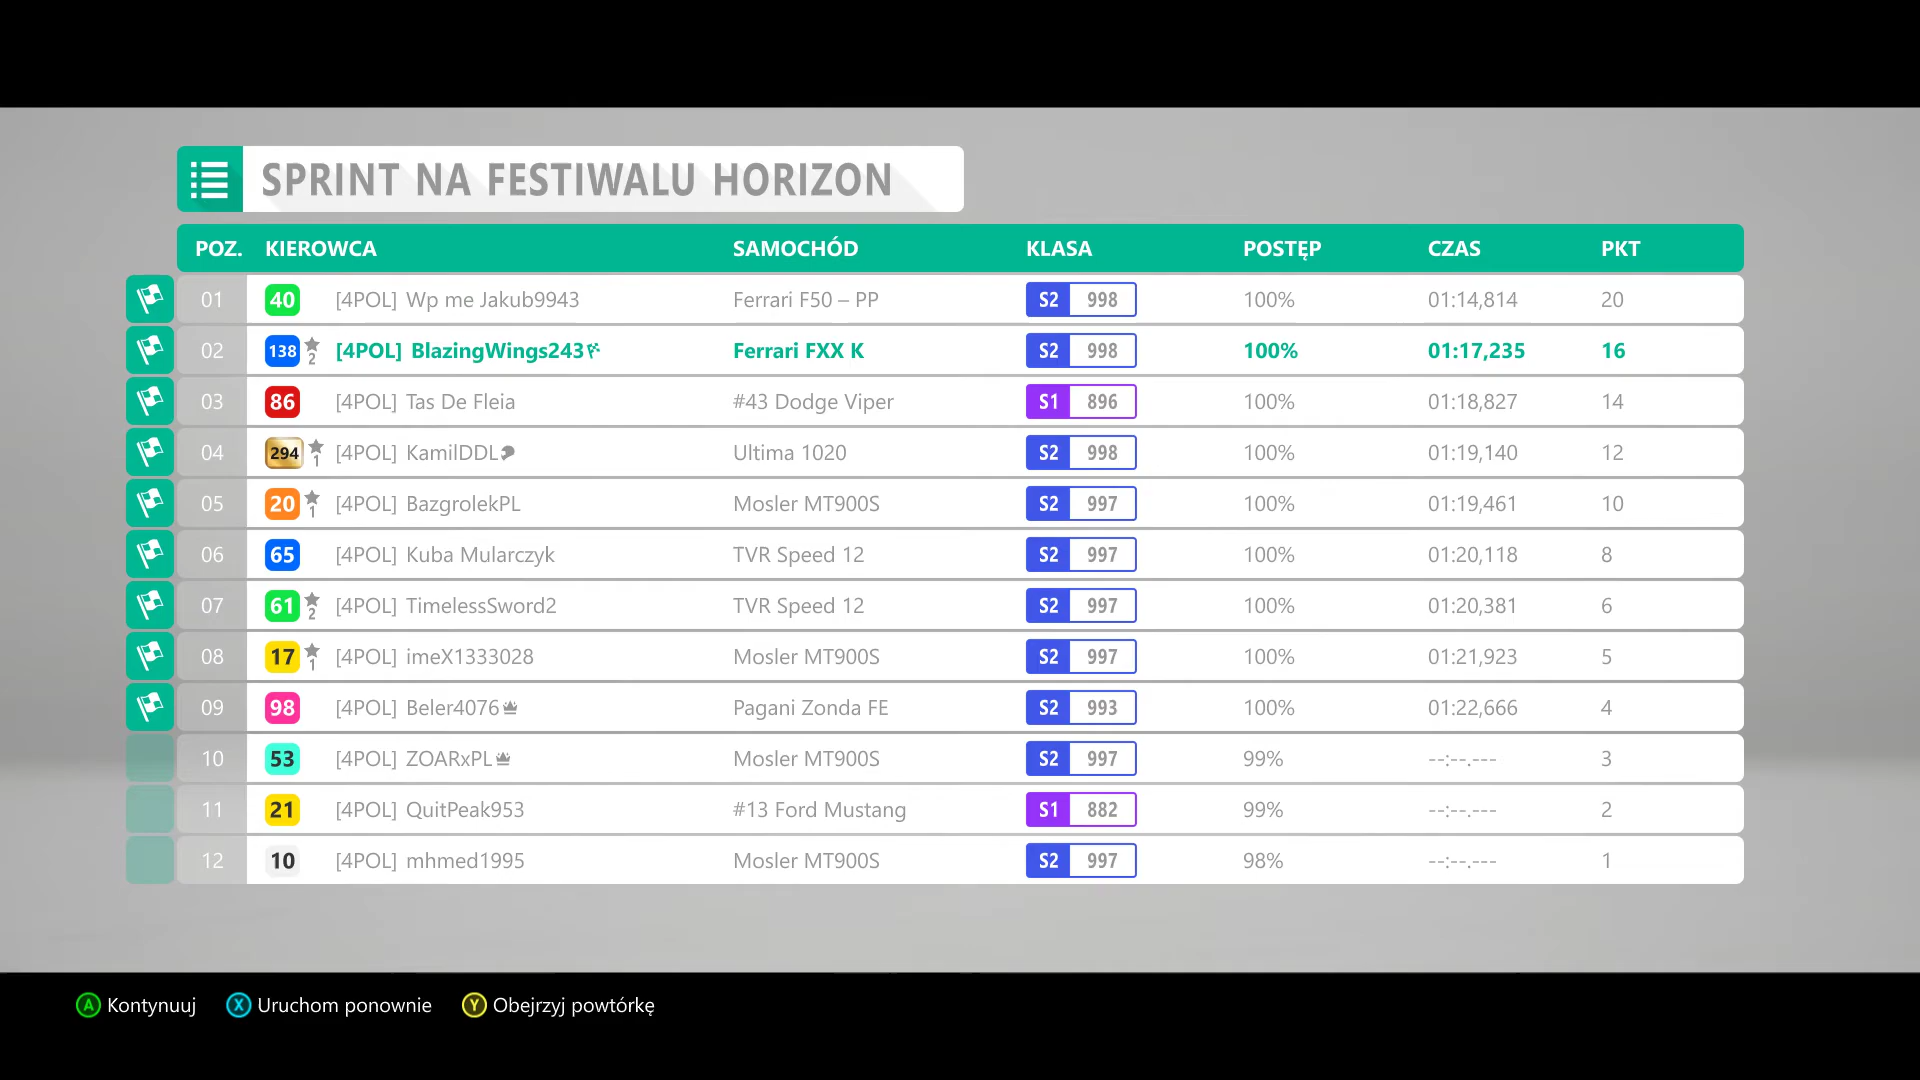 SPRINT NA FESTIWALU HORIZON
POZ. KIEROWCA SAMOCHÓD KLASA POSTĘP CZAS PKT
01 40 [4POL] Wp me Jakub9943 Ferrari F50 – PP S2 998 100% 01:14,814 20
02 138 2 [4POL] BlazingWings243 Ferrari FXX K S2 998 100% 01:17,235 16
03 86 [4POL] Tas De Fleia #43 Dodge Viper S1 896 100% 01:18,827 14
04 294 1 [4POL] KamilDDL Ultima 1020 S2 998 100% 01:19,140 12
05 20 1 [4POL] BazgrolekPL Mosler MT900S S2 997 100% 01:19,461 10
06 65 [4POL] Kuba Mularczyk TVR Speed 12 S2 997 100% 01:20,118 8
07 61 2 [4POL] TimelessSword2 TVR Speed 12 S2 997 100% 01:20,381 6
08 17 1 [4POL] imeX1333028 Mosler MT900S S2 997 100% 01:21,923 5
09 98 [4POL] Beler4076 Pagani Zonda FE S2 993 100% 01:22,666 4
10 53 [4POL] ZOARxPL Mosler MT900S S2 997 99% --:--.--- 3
11 21 [4POL] QuitPeak953 #13 Ford Mustang S1 882 99% --:--.--- 2
12 10 [4POL] mhmed1995 Mosler MT900S S2 997 98% --:--.--- 1
A Kontynuuj X Uruchom ponownie Y Obejrzyj powtórkę